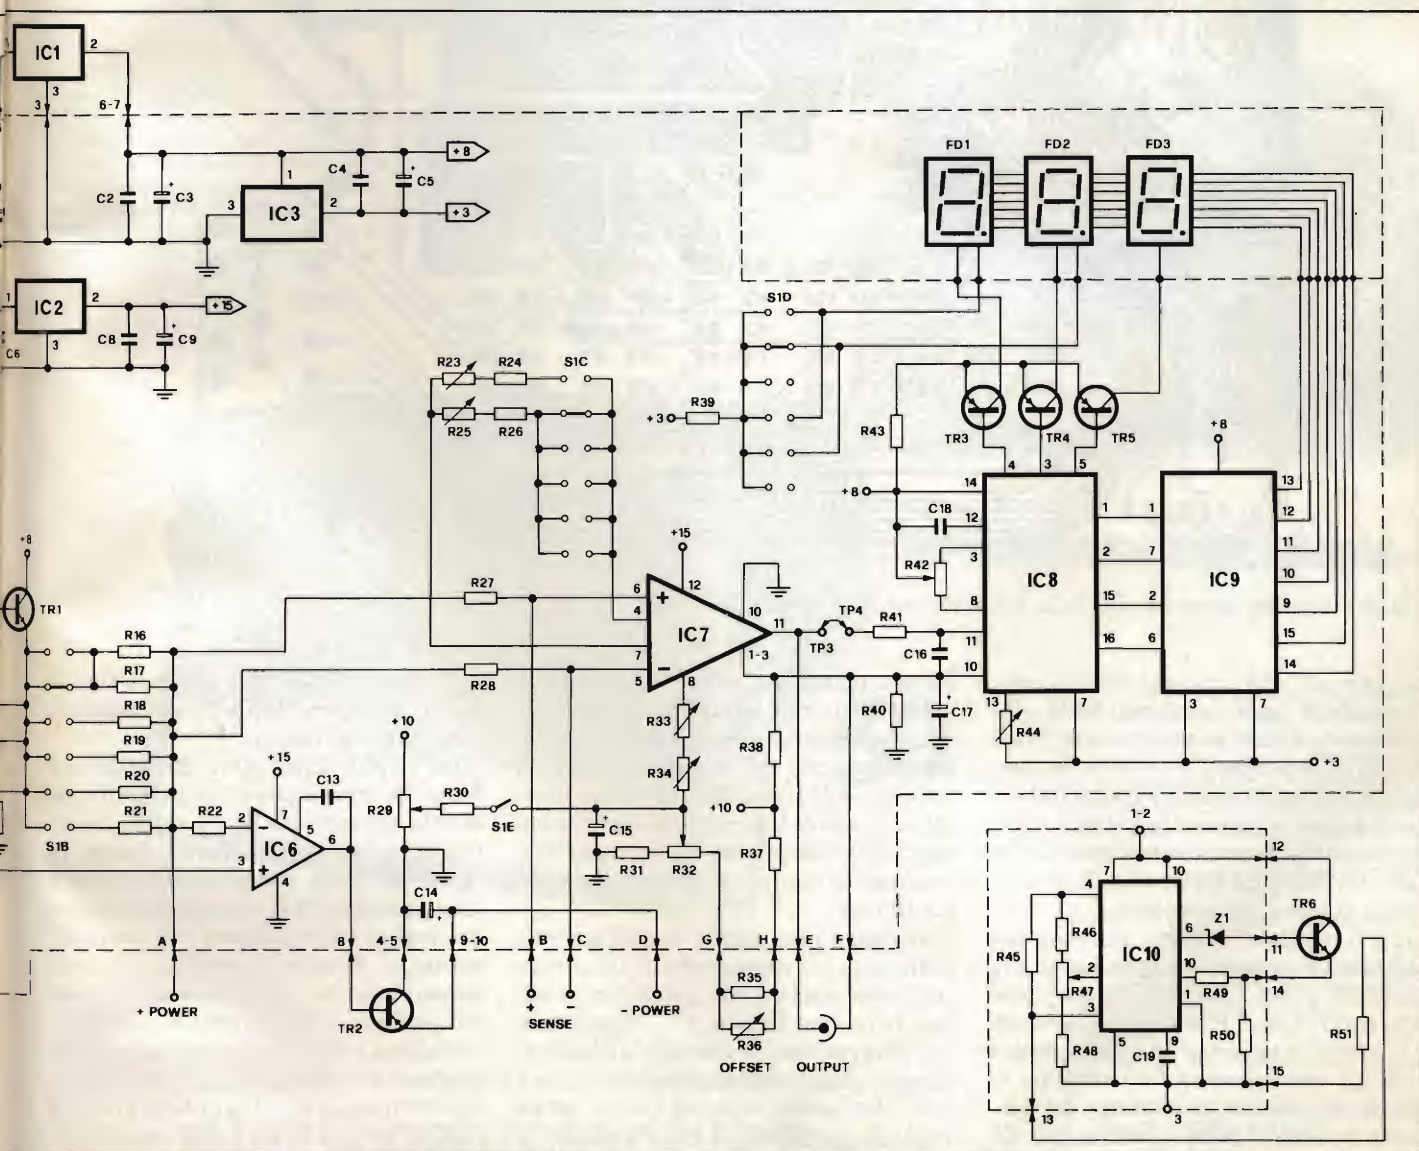 IC1
2
3
3
6-7
FD1
FD2
FD3
+8
C4
C5
C2
+
C3
+
1
3
IC3
2
+3
1
IC2
2
+15
3
C8
C9
+
C6
S1D
R23
R24
S1C
R25
R26
+3
R39
R43
TR3
TR4
TR5
+8
4
3
5
+8
14
13
C18
12
12
1
1
11
R42
3
IC8
2
7
IC9
10
8
15
2
9
11
16
6
15
10
14
13
7
3
7
R44
+3
+8
TR1
+15
R27
6
+
12
4
IC7
10
11
TP4
TP3
R41
C16
7
−
1-3
R28
5
8
R40
+
C17
R16
R17
R18
R19
R20
R21
S1B
R22
+15
C13
2
−
7
5
IC6
6
3
+
4
+10
R29
R30
S1E
R33
R34
+
C15
R31
R32
R38
+10
R37
C14
+
A
B
4-5
9-10
B
C
D
G
H
E
F
+ POWER
TR2
+
−
SENSE
− POWER
R35
R36
OFFSET
OUTPUT
1-2
12
7
10
4
R46
R45
6
Z1
TR6
11
IC10
2
R47
10
R49
14
3
1
R48
5
9
C19
R50
R51
15
13
3